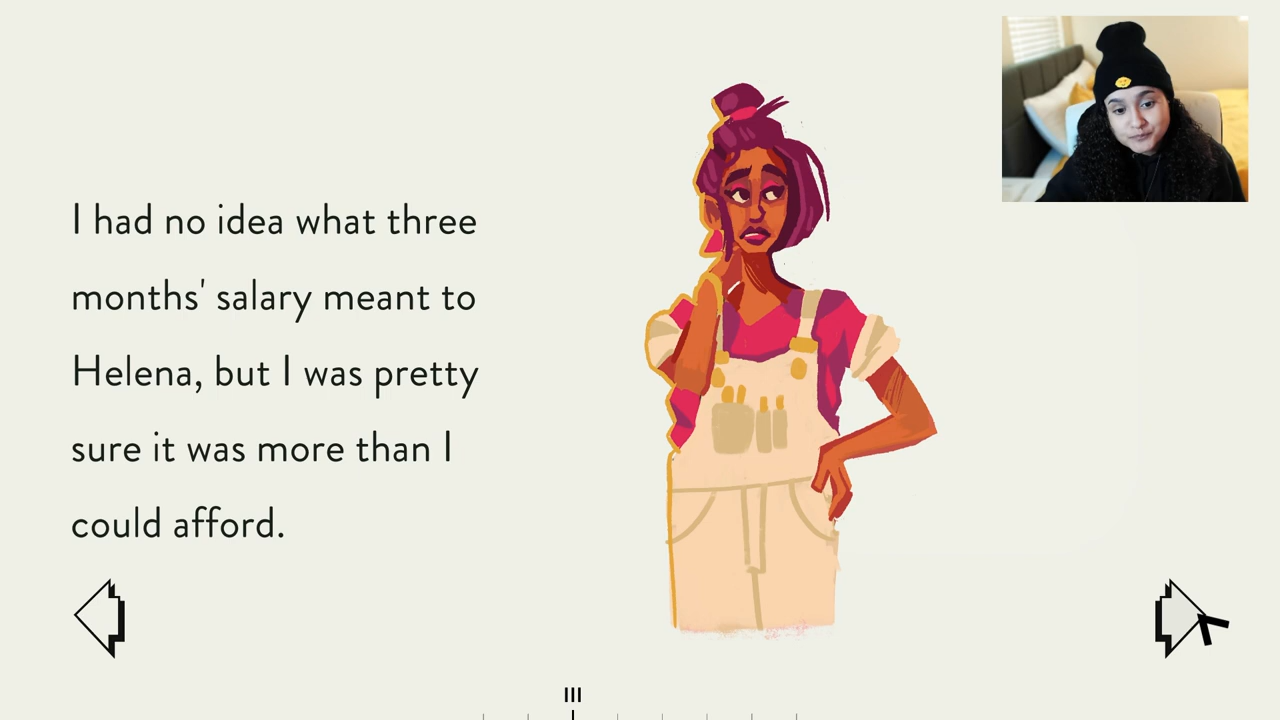 I had no idea what three
months' salary meant to
Helena, but I was pretty
sure it was more than I
could afford.
III